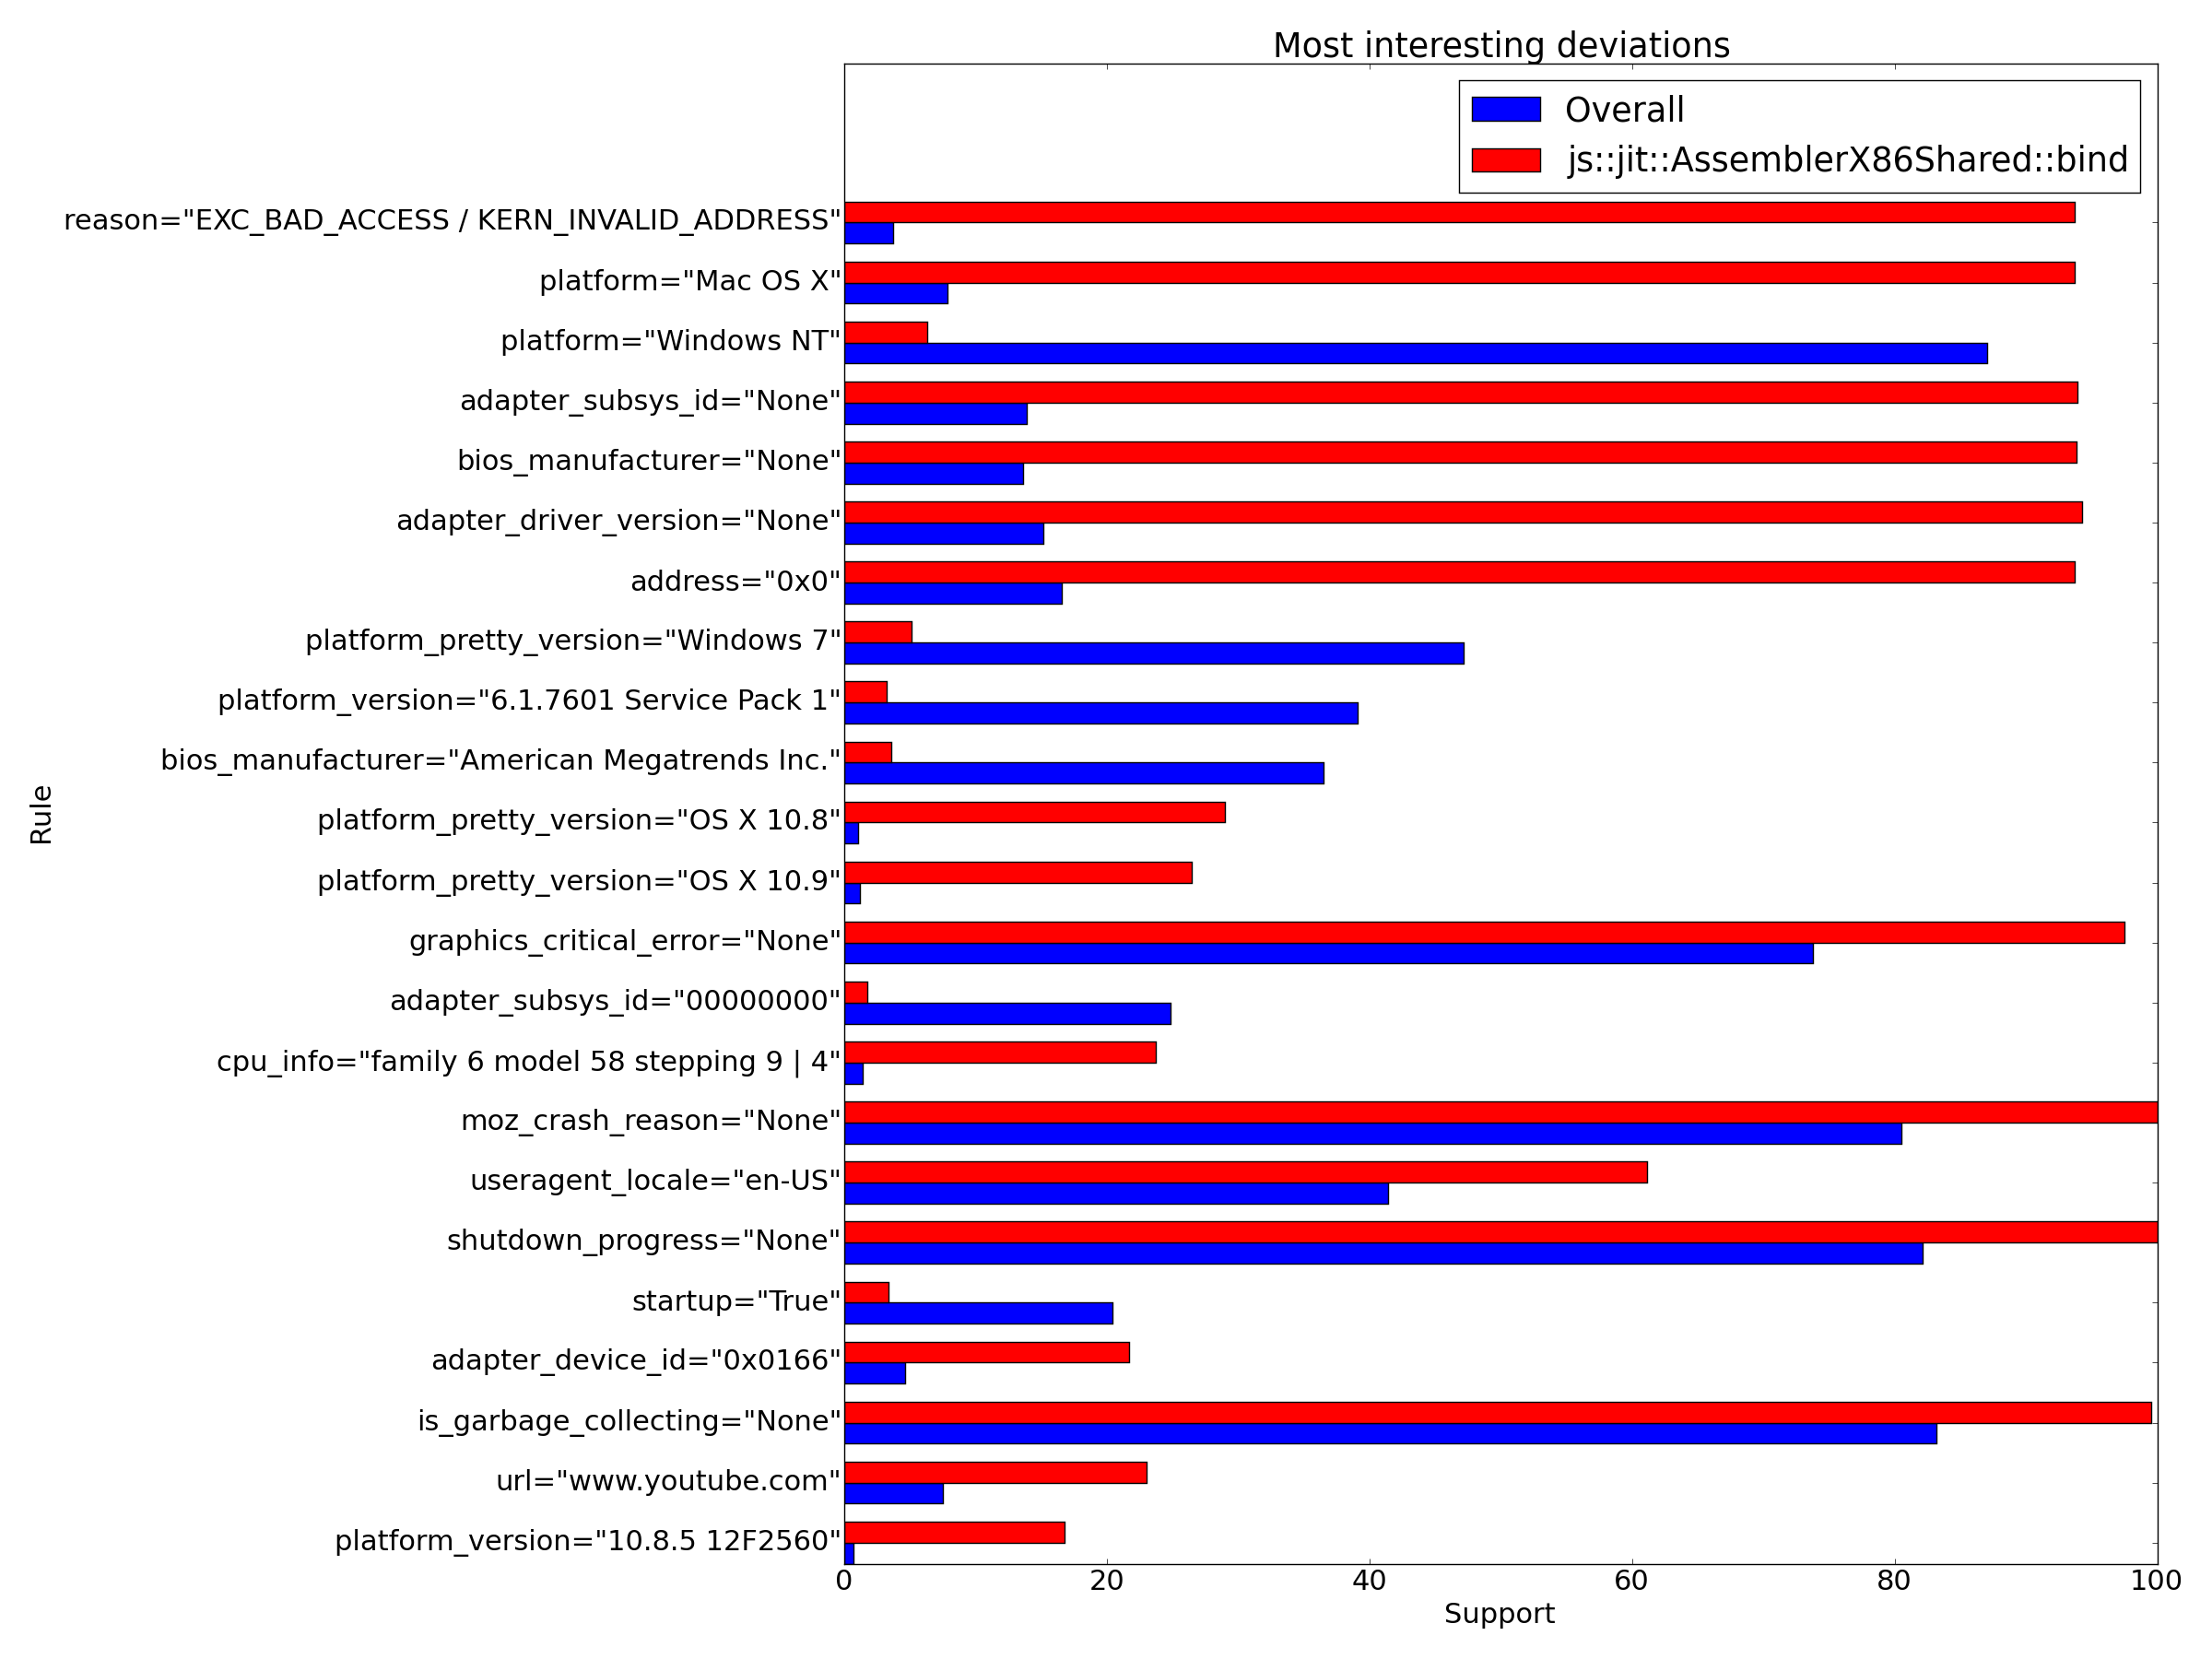 Most interesting deviations
Overall
js::jit::AssemblerX86Shared::bind
reason="EXC_BAD_ACCESS / KERN_INVALID_ADDRESS"
platform="Mac OS X"
platform="Windows NT"
adapter_subsys_id="None"
bios_manufacturer="None"
adapter_driver_version="None"
address="0x0"
platform_pretty_version="Windows 7"
platform_version="6.1.7601 Service Pack 1"
bios_manufacturer="American Megatrends Inc."
platform_pretty_version="OS X 10.8"
platform_pretty_version="OS X 10.9"
graphics_critical_error="None"
adapter_subsys_id="00000000"
cpu_info="family 6 model 58 stepping 9 | 4"
moz_crash_reason="None"
useragent_locale="en-US"
shutdown_progress="None"
startup="True"
adapter_device_id="0x0166"
is_garbage_collecting="None"
url="www.youtube.com"
platform_version="10.8.5 12F2560"
Rule
0 20 40 60 80 100
Support